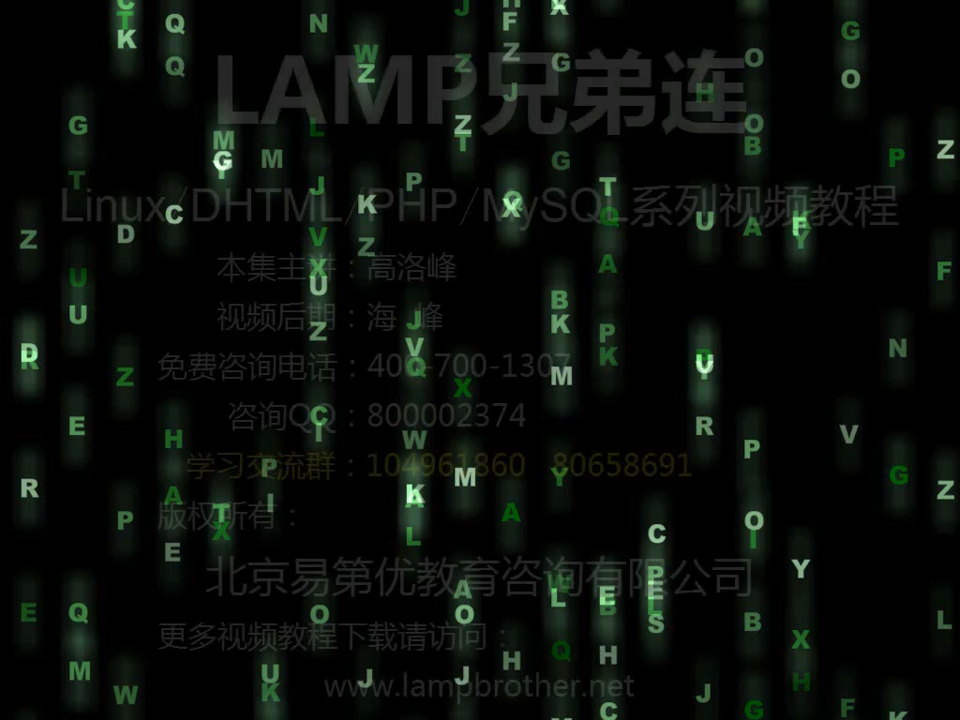 LAMP兄弟连
Linux/DHTML/PHP/MySQL系列视频教程
本集主讲：高洛峰
视频后期：海 峰
免费咨询电话：400-700-1307
咨询QQ：800002374
学习交流群：104961860 80658691
版权所有：
北京易第优教育咨询有限公司
更多视频教程下载请访问：
www.lampbrother.net